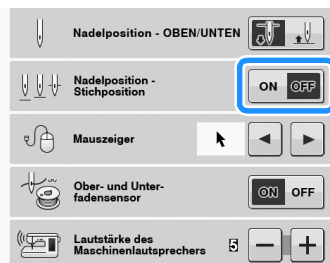 Nadelposition - OBEN/UNTEN
Nadelposition -
Stichposition
ON OFF
Mauszeiger
Ober- und Unter-
fadensensor
ON OFF
Lautstärke des
Maschinenlautsprechers
5 - +